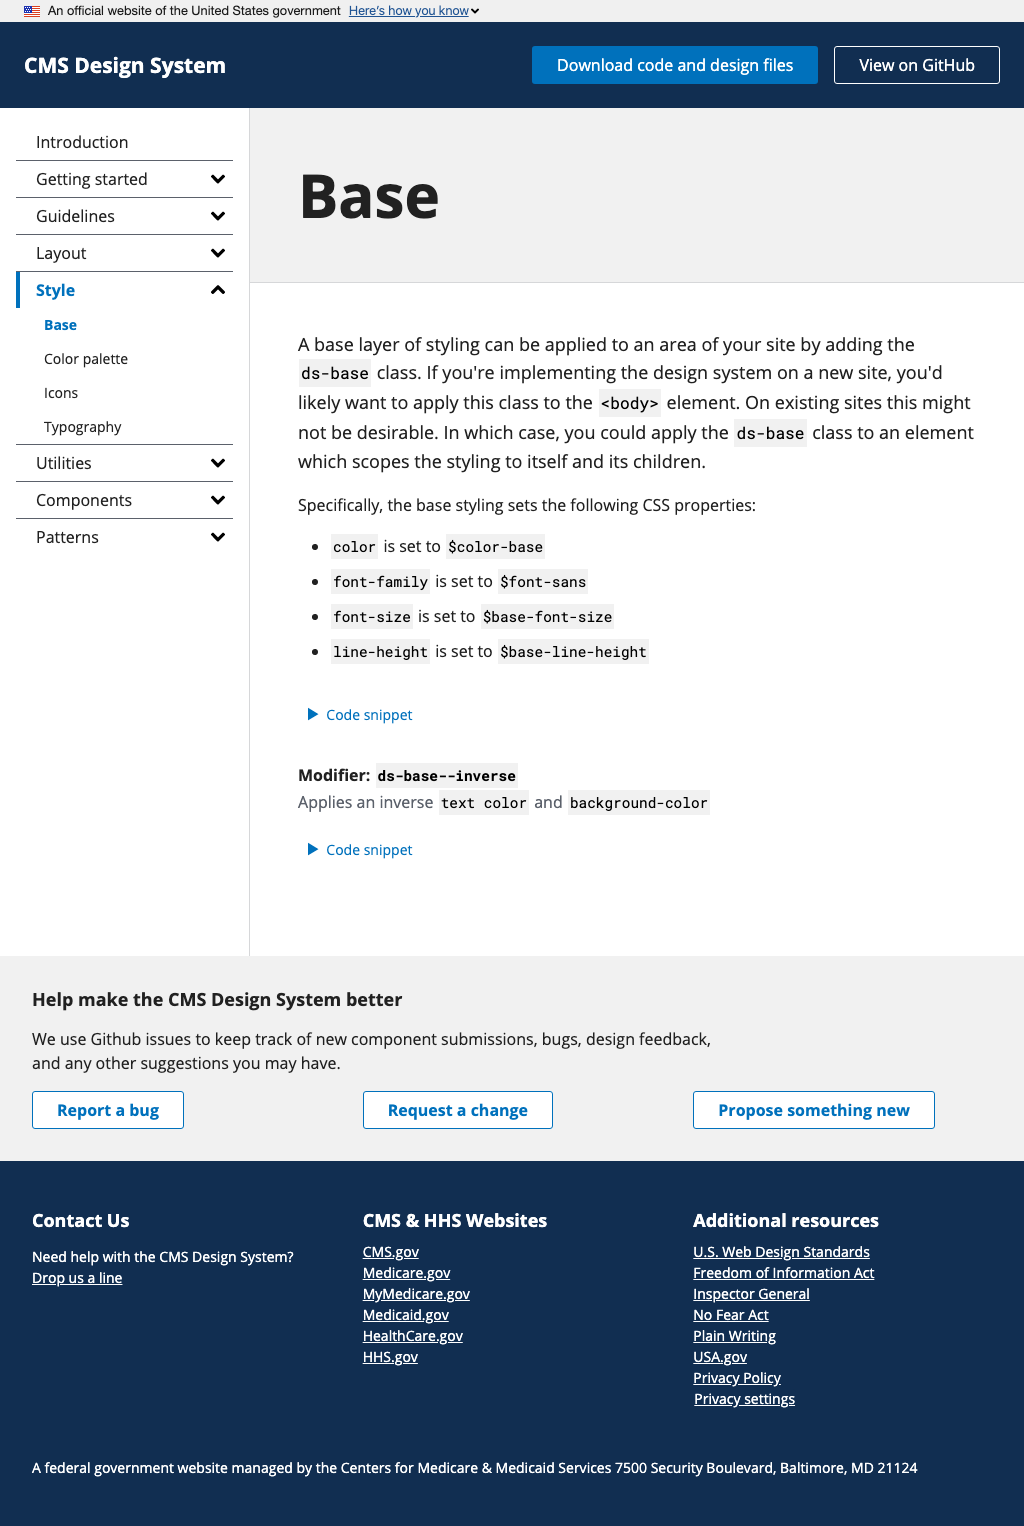 An official website of the United States government Here's how you know
CMS Design System
Download code and design files
View on GitHub
Introduction
Getting started
Guidelines
Layout
Style
Base
Color palette
Icons
Typography
Utilities
Components
Patterns
Base
A base layer of styling can be applied to an area of your site by adding the
ds-base class. If you're implementing the design system on a new site, you'd
likely want to apply this class to the <body> element. On existing sites this might
not be desirable. In which case, you could apply the ds-base class to an element
which scopes the styling to itself and its children.
Specifically, the base styling sets the following CSS properties:
color is set to $color-base
font-family is set to $font-sans
font-size is set to $base-font-size
line-height is set to $base-line-height
Code snippet
Modifier: ds-base--inverse
Applies an inverse text color and background-color
Code snippet
Help make the CMS Design System better
We use Github issues to keep track of new component submissions, bugs, design feedback,
and any other suggestions you may have.
Report a bug
Request a change
Propose something new
Contact Us
Need help with the CMS Design System?
Drop us a line
CMS & HHS Websites
CMS.gov
Medicare.gov
MyMedicare.gov
Medicaid.gov
HealthCare.gov
HHS.gov
Additional resources
U.S. Web Design Standards
Freedom of Information Act
Inspector General
No Fear Act
Plain Writing
USA.gov
Privacy Policy
Privacy settings
A federal government website managed by the Centers for Medicare & Medicaid Services 7500 Security Boulevard, Baltimore, MD 21124